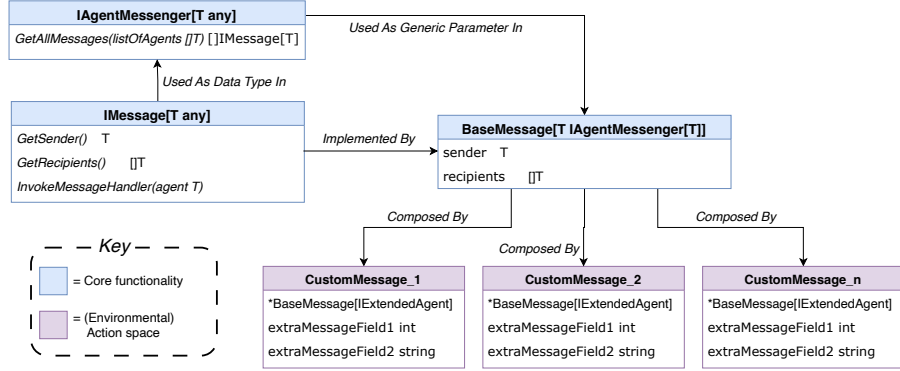 IAgentMessenger[T any]
GetAllMessages(listOfAgents []T) []IMessage[T]
Used As Generic Parameter In
Used As Data Type In
IMessage[T any]
GetSender() T
GetRecipients() []T
InvokeMessageHandler(agent T)
Implemented By
BaseMessage[T IAgentMessenger[T]]
sender T
recipients []T
Composed By
Composed By
Composed By
Key
= Core functionality
= (Environmental)
Action space
CustomMessage_1
*BaseMessage[IExtendedAgent]
extraMessageField1 int
extraMessageField2 string
CustomMessage_2
*BaseMessage[IExtendedAgent]
extraMessageField1 int
extraMessageField2 string
CustomMessage_n
*BaseMessage[IExtendedAgent]
extraMessageField1 int
extraMessageField2 string